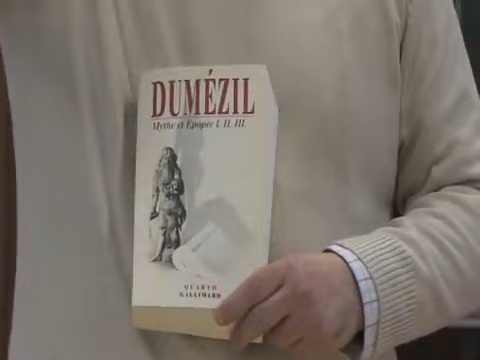 DUMÉZIL
Mythe et Épopée I. II. III.
QUARTO
GALLIMARD